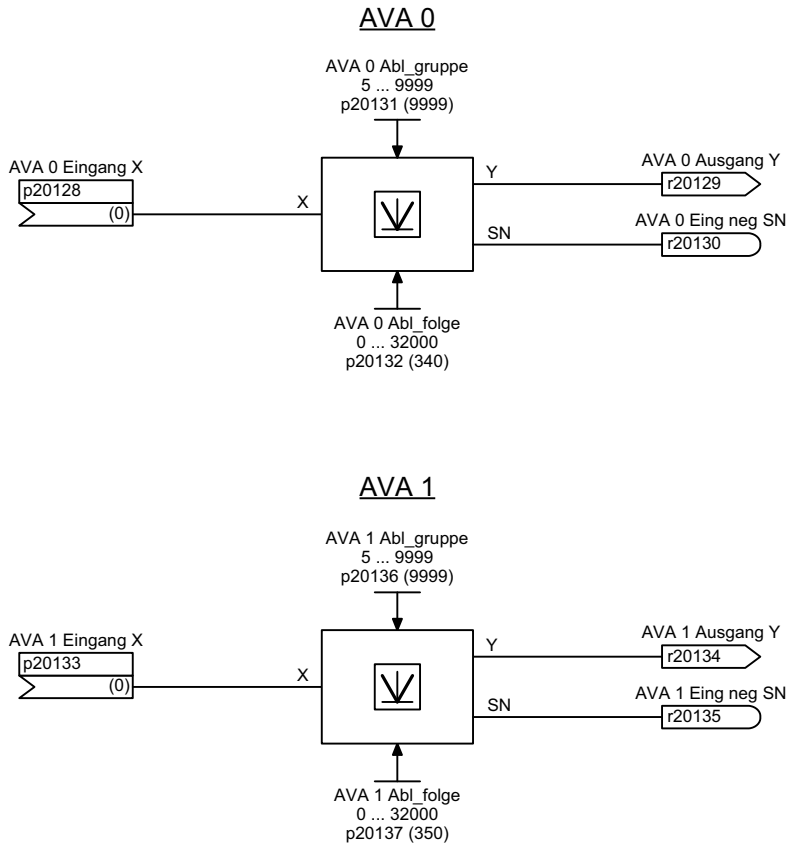 AVA 0
AVA 0 Abl_gruppe
5 ... 9999
p20131 (9999)
AVA 0 Eingang X
p20128
(0)
X
Y
AVA 0 Ausgang Y
r20129
SN
AVA 0 Eing neg SN
r20130
AVA 0 Abl_folge
0 ... 32000
p20132 (340)
AVA 1
AVA 1 Abl_gruppe
5 ... 9999
p20136 (9999)
AVA 1 Eingang X
p20133
(0)
X
Y
AVA 1 Ausgang Y
r20134
SN
AVA 1 Eing neg SN
r20135
AVA 1 Abl_folge
0 ... 32000
p20137 (350)